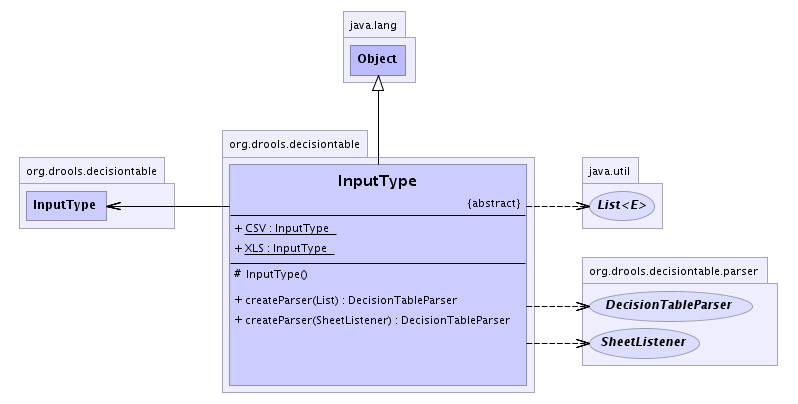 java.lang
Object
org.drools.decisiontable
org.drools.decisiontable
InputType
InputType
{abstract}
+ CSV : InputType
+ XLS : InputType
# InputType()
+ createParser(List) : DecisionTableParser
+ createParser(SheetListener) : DecisionTableParser
java.util
List<E>
org.drools.decisiontable.parser
DecisionTableParser
SheetListener